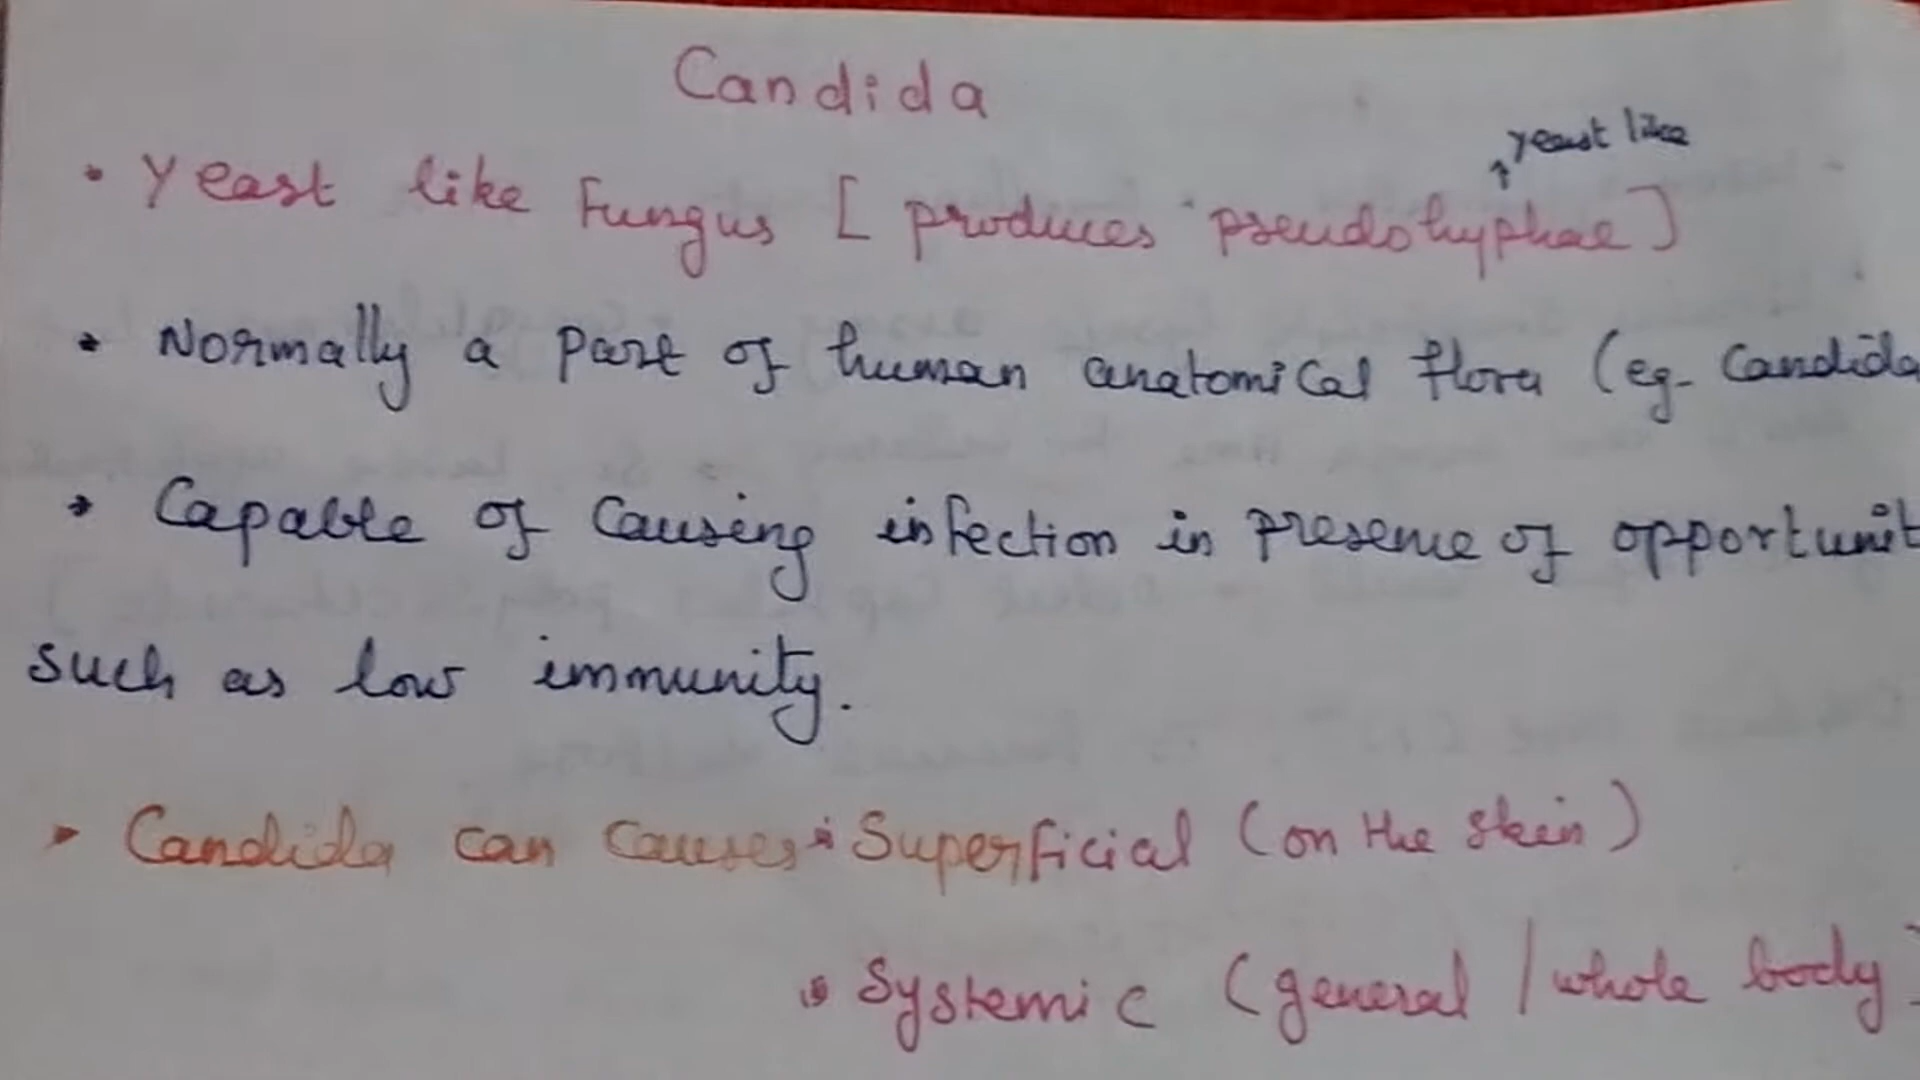 Candida
yeast like
• Yeast like Fungus [ produces pseudohyphae ]
• Normally a part of human anatomical flora (eg- Candida
• Capable of Causing infection in presence of opportunit
such as low immunity.
• Candida can causes • Superficial (on the skin)
• Systemic (general / whole body)